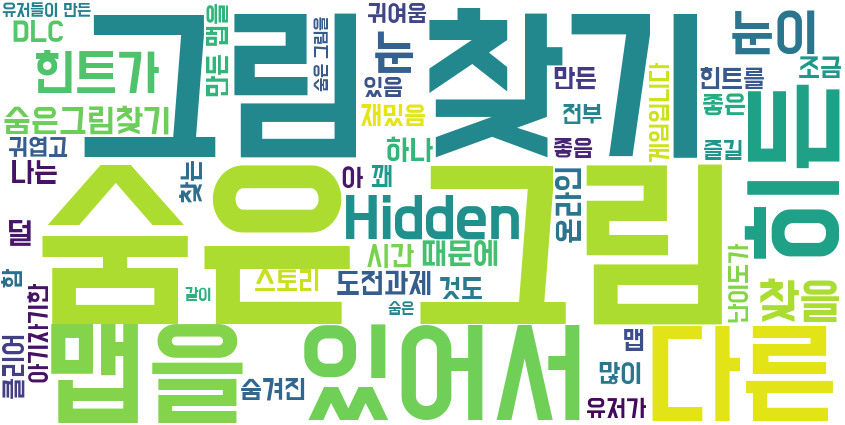 유저들이 만든
DLC
힌트가
만든 맵을
숨은 그림을
귀여움
눈
있음
재밌음
그림 찾기
눈이
만든
힌트를
조금
전부
좋은
게임입니다
좋음
즐길
숨은그림찾기
귀엽고
나는
찾는
하나
아
꽤
힌트
숨은 그림
Hidden
온라인
덜
시간
때문에
함
같이
스토리
도전과제
것도
숨은
난이도가
찾을
클리어
아기자기한
맵을
있어서
다른
숨겨진
맵
많이
유저가